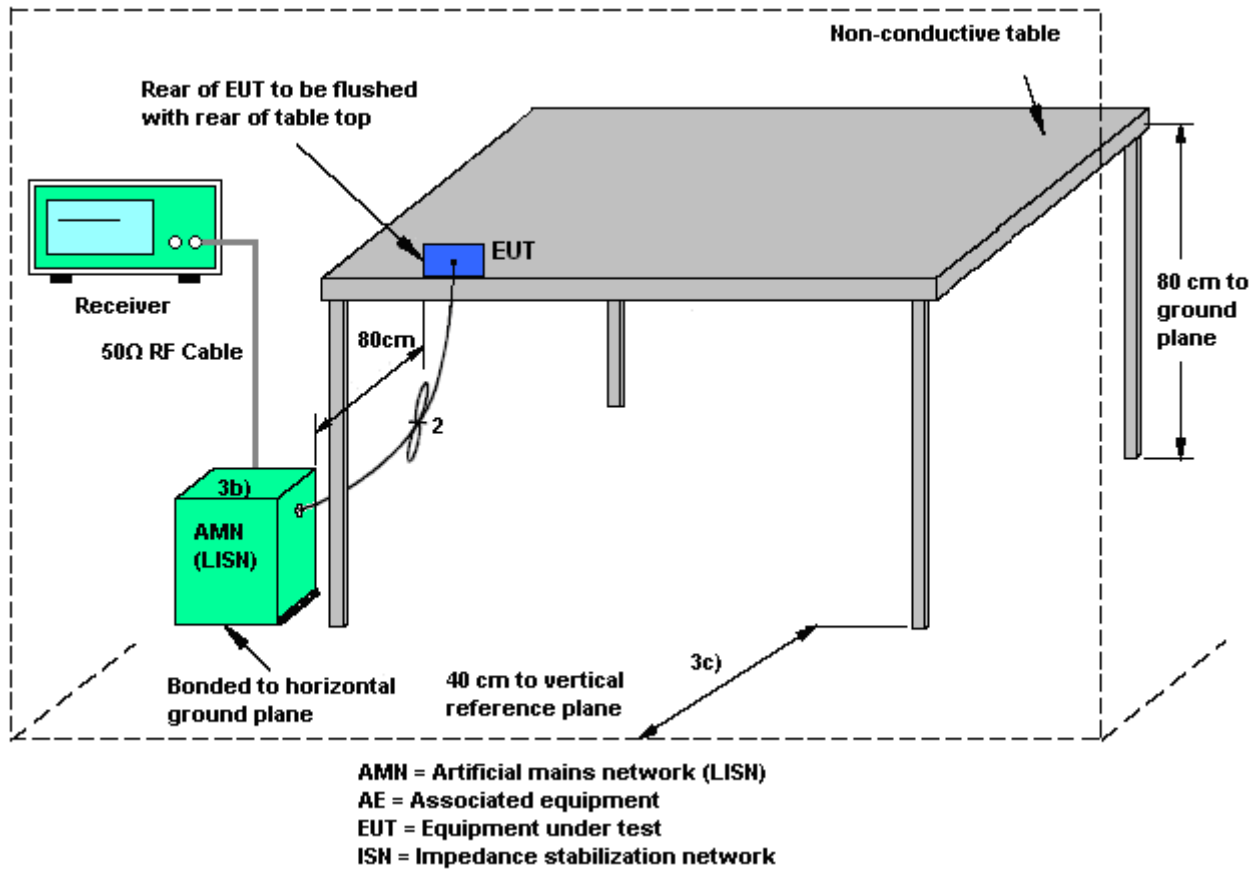 Non-conductive table
Rear of EUT to be flushed
with rear of table top
EUT
Receiver
80 cm to
ground
plane
80cm
50Ω RF Cable
2
3b)
AMN
(LISN)
3c)
Bonded to horizontal
ground plane
40 cm to vertical
reference plane
AMN = Artificial mains network (LISN)
AE = Associated equipment
EUT = Equipment under test
ISN = Impedance stabilization network